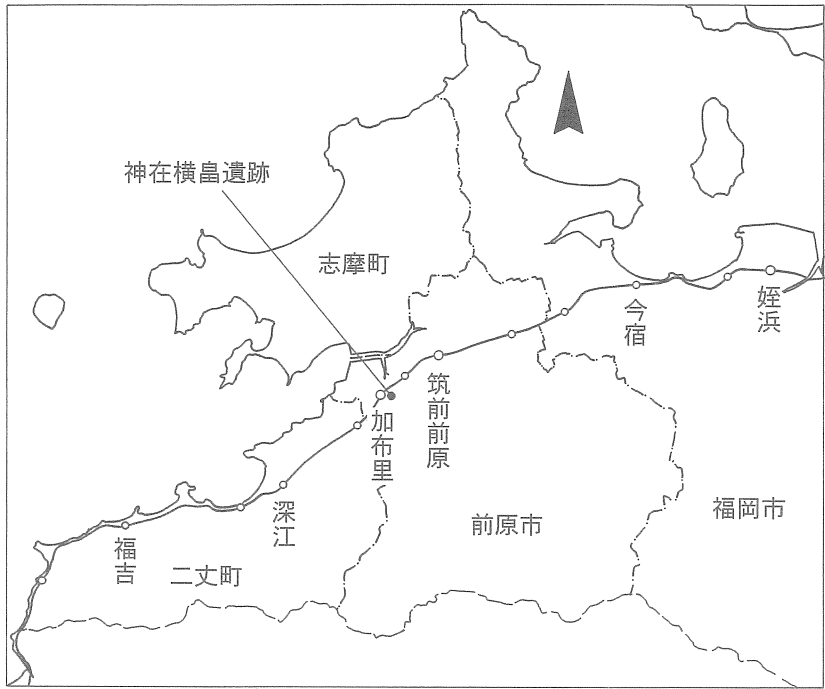 神在横畠遺跡
志摩町
姪浜
今宿
筑前前原
加布里
深江
福吉
二丈町
前原市
福岡市